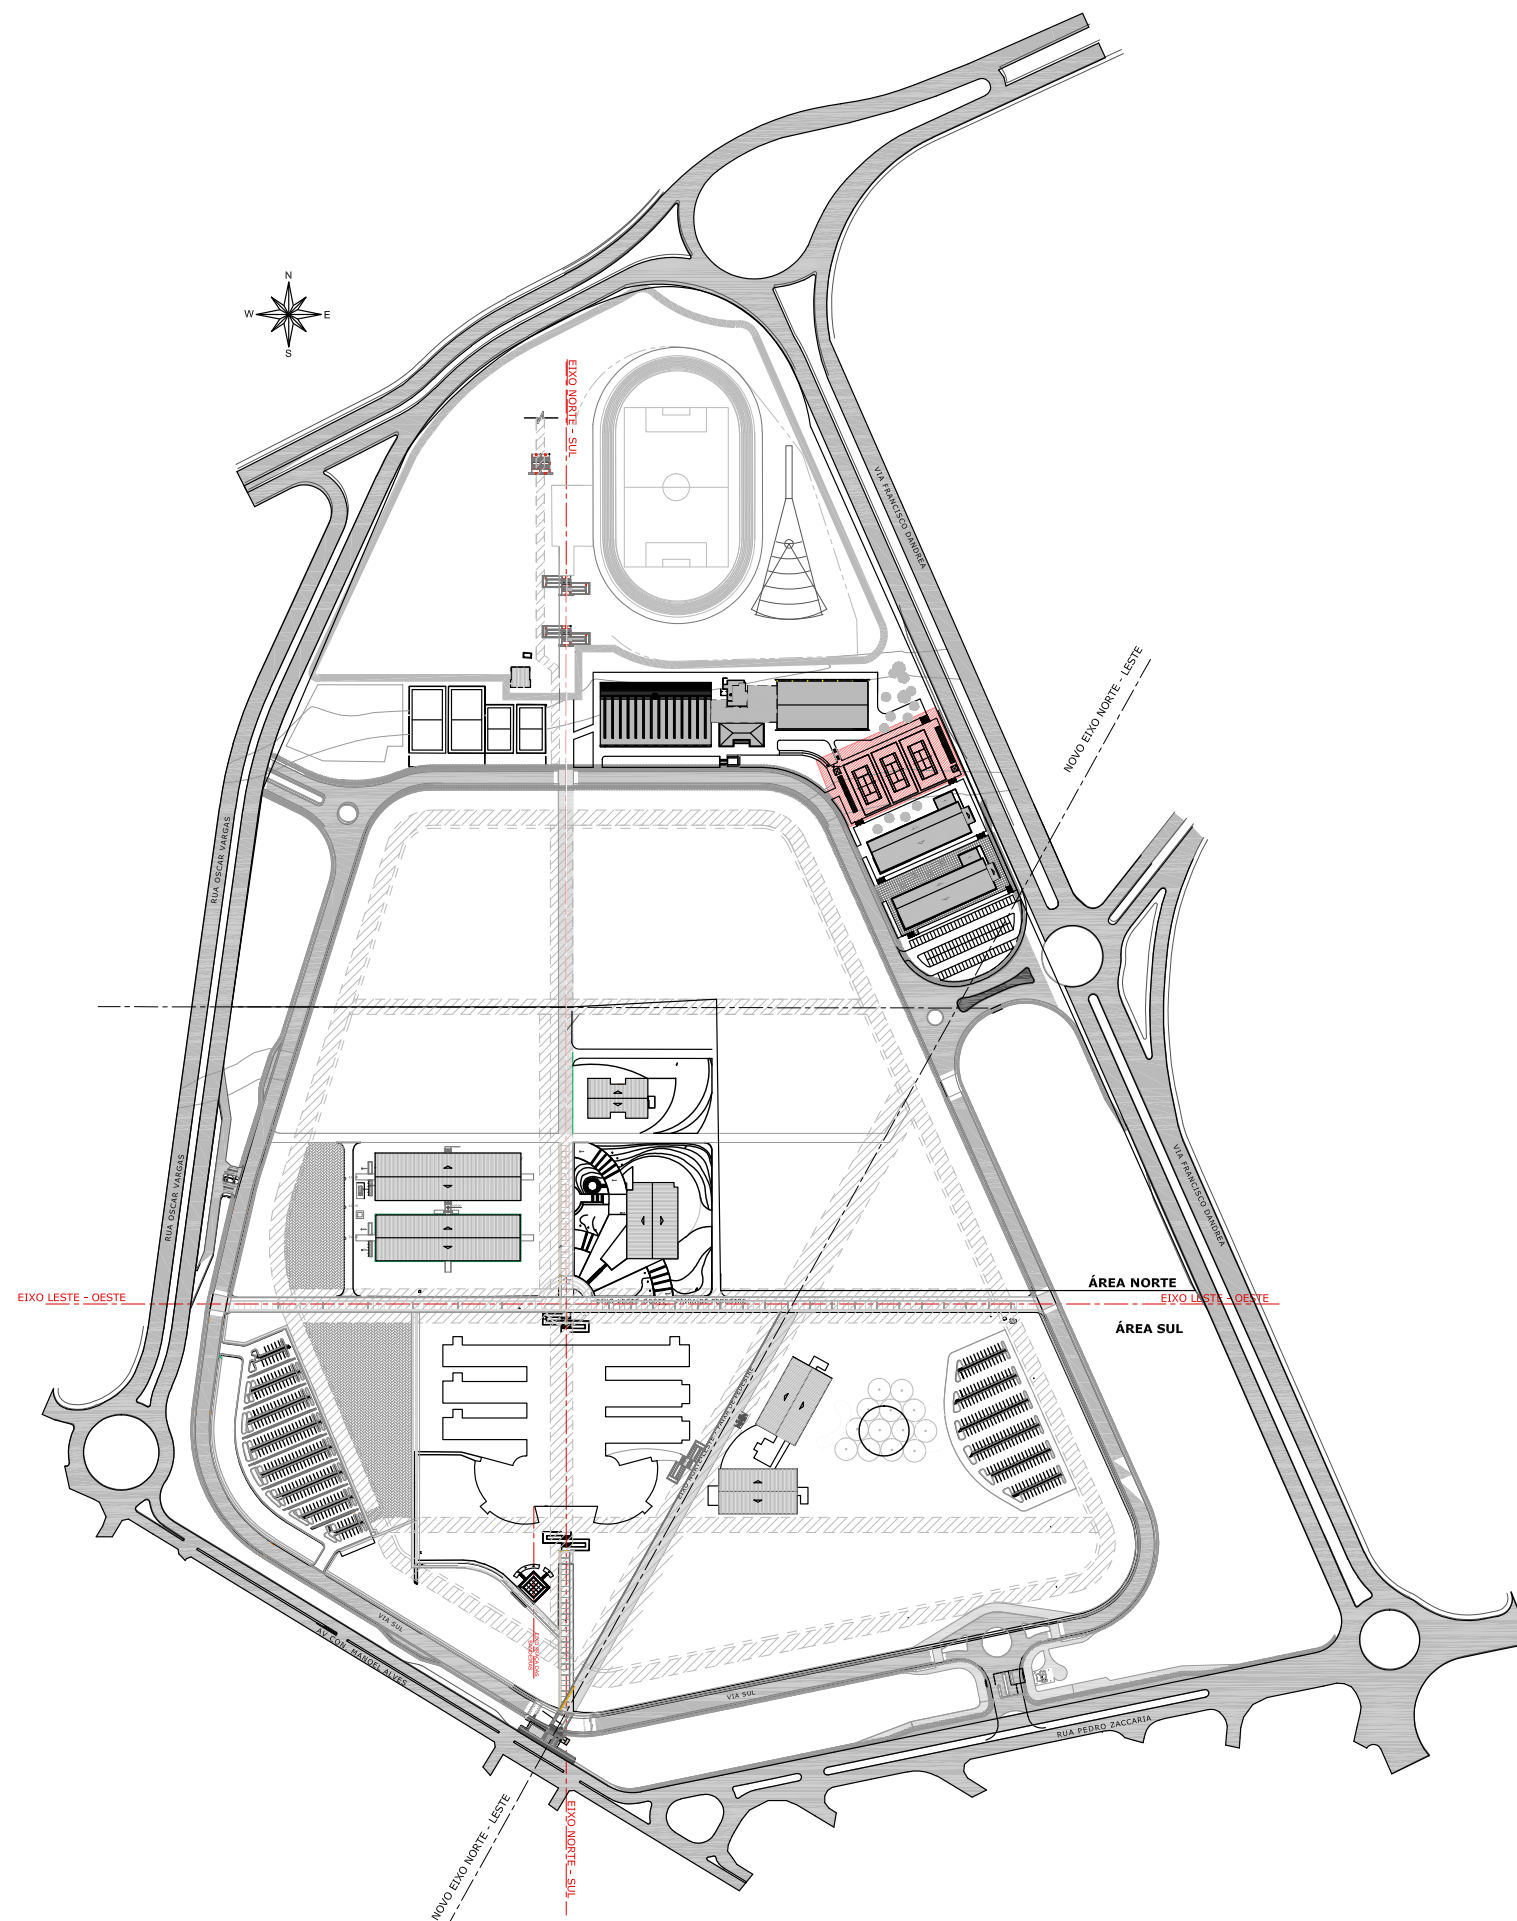 N
W
E
S
EIXO NORTE - SUL
VIA FRANCISCO DANDREA
NOVO EIXO NORTE - LESTE
RUA OSCAR VARGAS
RUA OSCAR VARGAS
VIA FRANCISCO DANDREA
ÁREA NORTE
EIXO LESTE - OESTE
EIXO LESTE - OESTE
ÁREA SUL
VIA SUL
AV CON. MANOEL ALVES
VIA SUL
RUA PEDRO ZACCARIA
NOVO EIXO NORTE - LESTE
EIXO NORTE - SUL